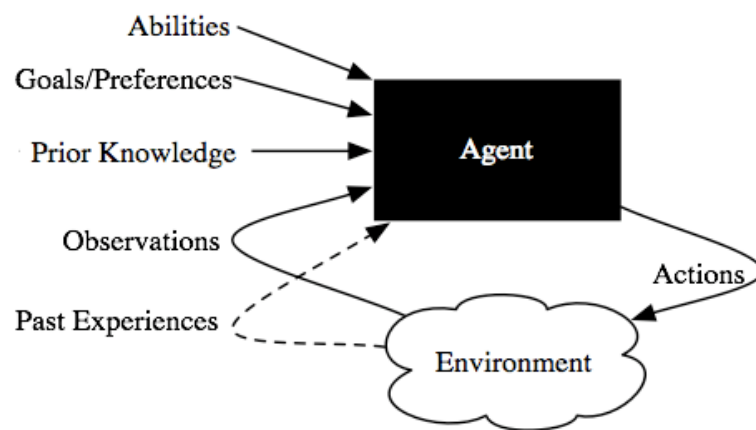 Abilities
Goals/Preferences
Prior Knowledge
Agent
Observations
Actions
Past Experiences
Environment